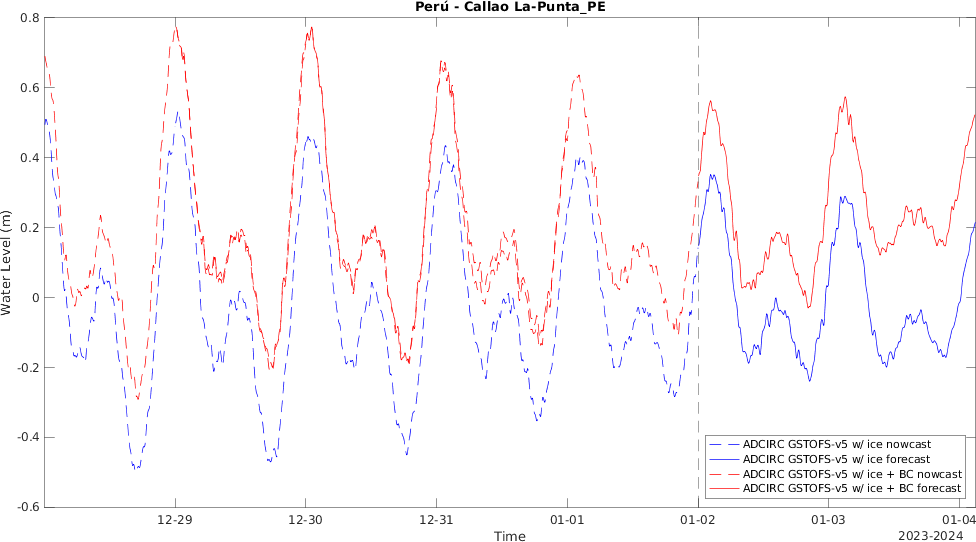 Perú - Callao La-Punta_PE
0.8
0.6
0.4
0.2
0
-0.2
-0.4
-0.6
Water Level (m)
12-29
12-30
12-31
01-01
01-02
01-03
01-04
Time
2023-2024
ADCIRC GSTOFS-v5 w/ ice nowcast
ADCIRC GSTOFS-v5 w/ ice forecast
ADCIRC GSTOFS-v5 w/ ice + BC nowcast
ADCIRC GSTOFS-v5 w/ ice + BC forecast